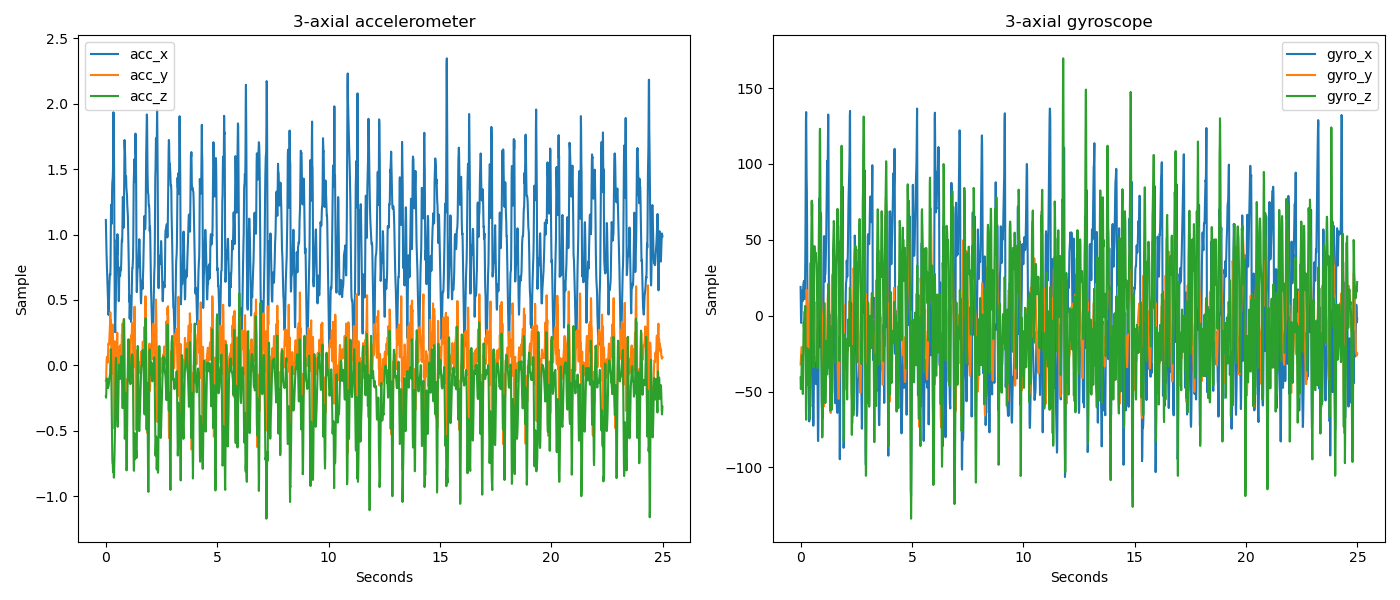 3-axial accelerometer
2.5
2.0
1.5
1.0
0.5
0.0
−0.5
−1.0
Sample
acc_x
acc_y
acc_z
0
5
10
15
20
25
Seconds
3-axial gyroscope
150
100
50
0
−50
−100
Sample
gyro_x
gyro_y
gyro_z
0
5
10
15
20
25
Seconds